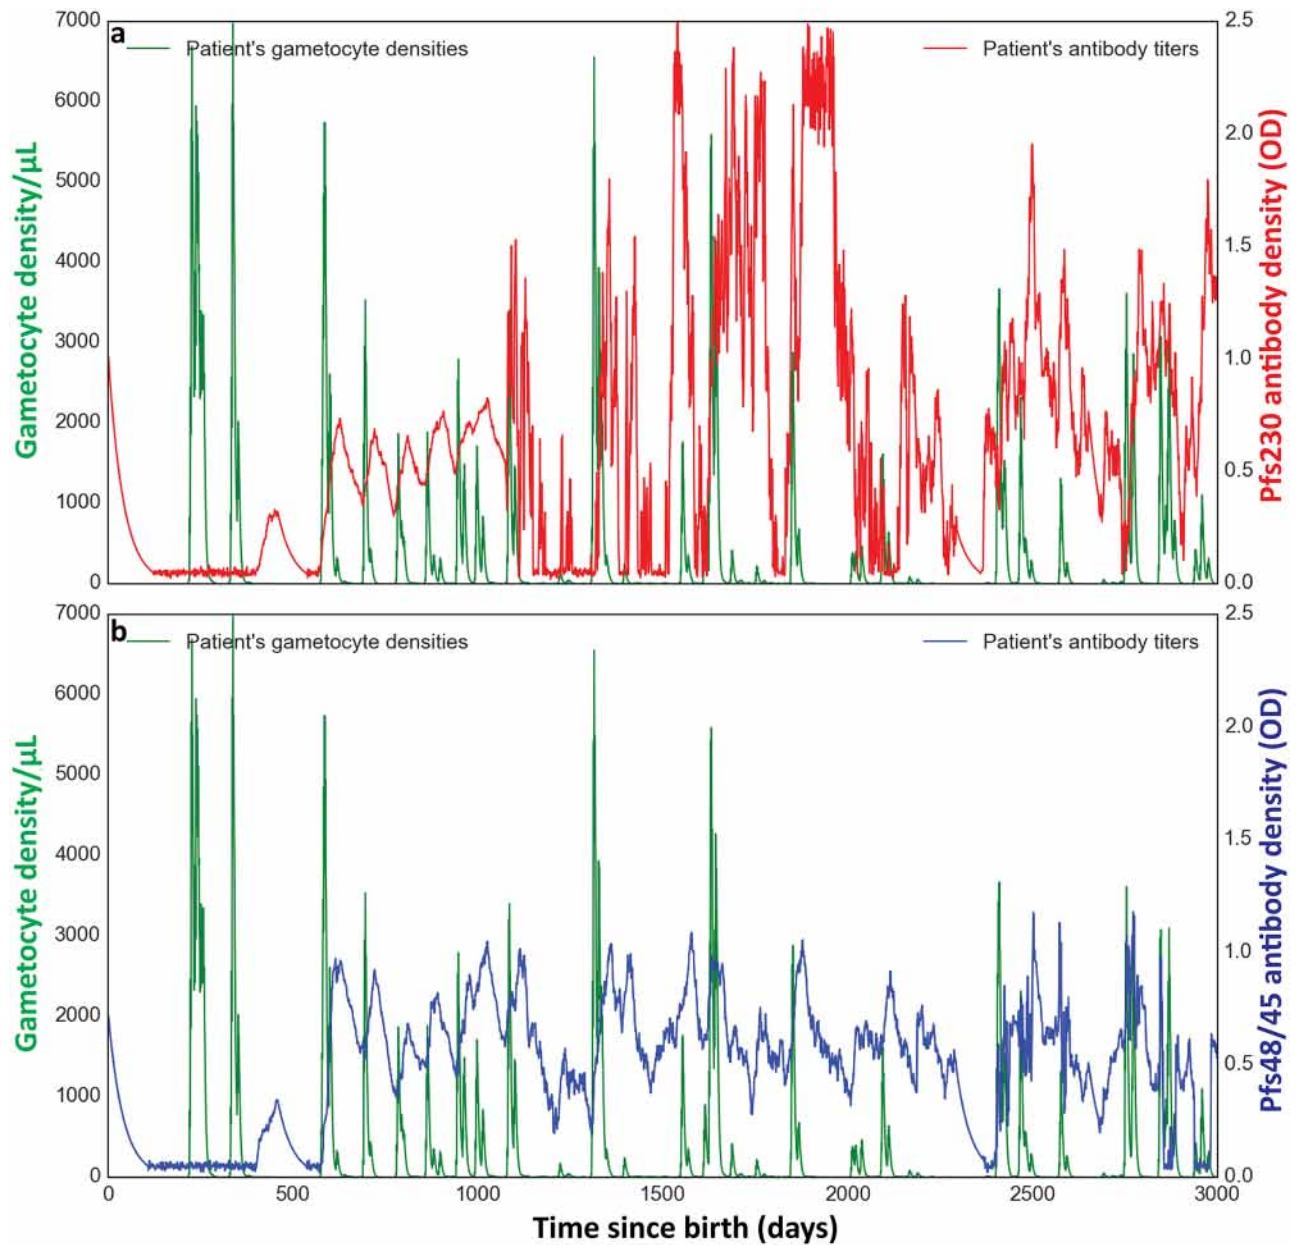 a
Patient's gametocyte densities
Patient's antibody titers
Gametocyte density/μL
7000
6000
5000
4000
3000
2000
1000
0
Pfs230 antibody density (OD)
2.5
2.0
1.5
1.0
0.5
0.0
b
Patient's gametocyte densities
Patient's antibody titers
Gametocyte density/μL
7000
6000
5000
4000
3000
2000
1000
0
Pfs48/45 antibody density (OD)
2.5
2.0
1.5
1.0
0.5
0.0
0 500 1000 1500 2000 2500 3000
Time since birth (days)